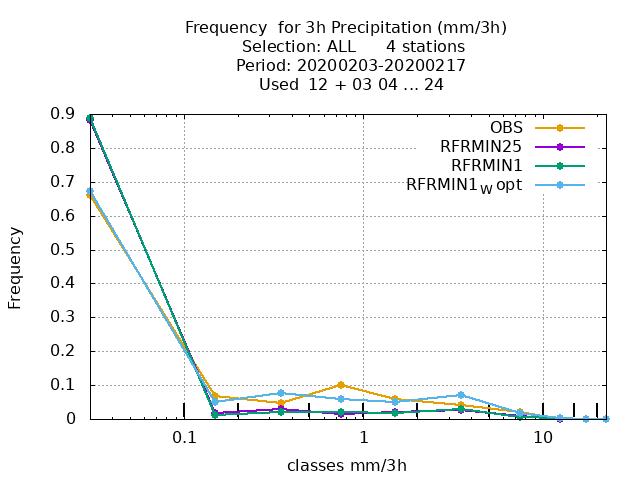 Frequency  for 3h Precipitation (mm/3h)
Selection: ALL      4 stations
Period: 20200203-20200217
Used  12 + 03 04 ... 24
OBS
RFRMIN25
RFRMIN1
RFRMIN1w opt
0.9
0.8
0.7
0.6
0.5
0.4
0.3
0.2
0.1
0
Frequency
0.1 1 10
classes mm/3h